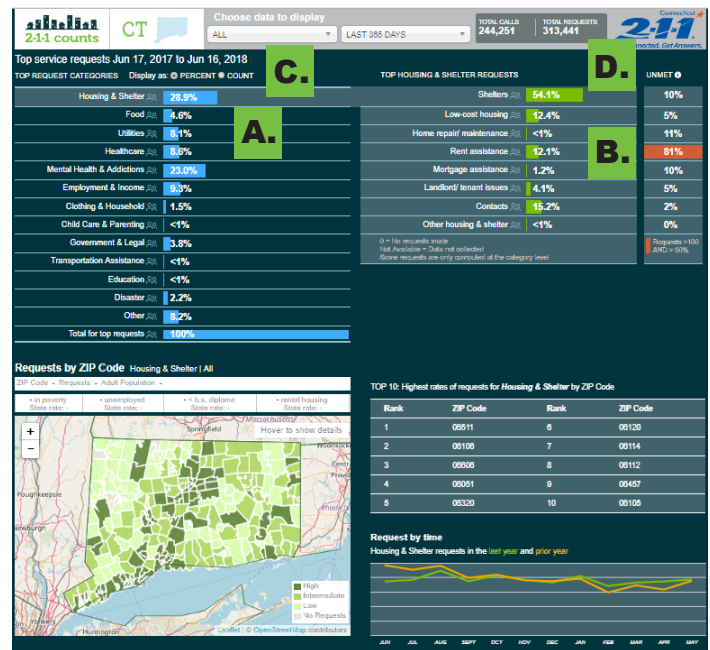 2-1-1 counts
CT
Choose data to display
ALL
LAST 365 DAYS
TOTAL CALLS
244,251
TOTAL REQUESTS
313,441
Connecticut
2-1-1
Connected. Get Answers.
Top service requests Jun 17, 2017 to Jun 16, 2018
TOP REQUEST CATEGORIES Display as: PERCENT COUNT
C.
Housing & Shelter 28.9%
Food 4.6%
Utilities 8.1%
Healthcare 8.6%
Mental Health & Addictions 23.0%
Employment & Income 9.3%
Clothing & Household 1.5%
Child Care & Parenting <1%
Government & Legal 3.8%
Transportation Assistance <1%
Education <1%
Disaster 2.2%
Other 8.2%
Total for top requests 100%
A.
TOP HOUSING & SHELTER REQUESTS
D.
UNMET
Shelters 54.1% 10%
Low-cost housing 12.4% 5%
Home repair/ maintenance <1% 11%
Rent assistance 12.1% 81%
B.
Mortgage assistance 1.2% 10%
Landlord/ tenant issues 4.1% 5%
Contacts 15.2% 2%
Other housing & shelter <1% 0%
0 = No requests made
Not Available = Data not collected
Some requests are only computed at the category level
Requests >100
AND > 50%
Requests by ZIP Code Housing & Shelter | All
ZIP Code - Requests - Adult Population -
• in poverty
State rate: -
• unemployed
State rate: -
• < h.s. diploma
State rate: -
• rental housing
State rate: -
+
−
Hover to show details
Massachusetts
Springfield
Poughkeepsie
Newburgh
Woonsock
Provid
Rhode
Yonkers
Huntington
High
Intermediate
Low
No Requests
Leaflet | © OpenStreetMap contributors
TOP 10: Highest rates of requests for Housing & Shelter by ZIP Code
Rank ZIP Code Rank ZIP Code
1 06511 6 06120
2 06106 7 06114
3 06606 8 06112
4 06051 9 06457
5 06320 10 06105
Request by time
Housing & Shelter requests in the last year and prior year
JUN JUL AUG SEPT OCT NOV DEC JAN FEB MAR APR MAY